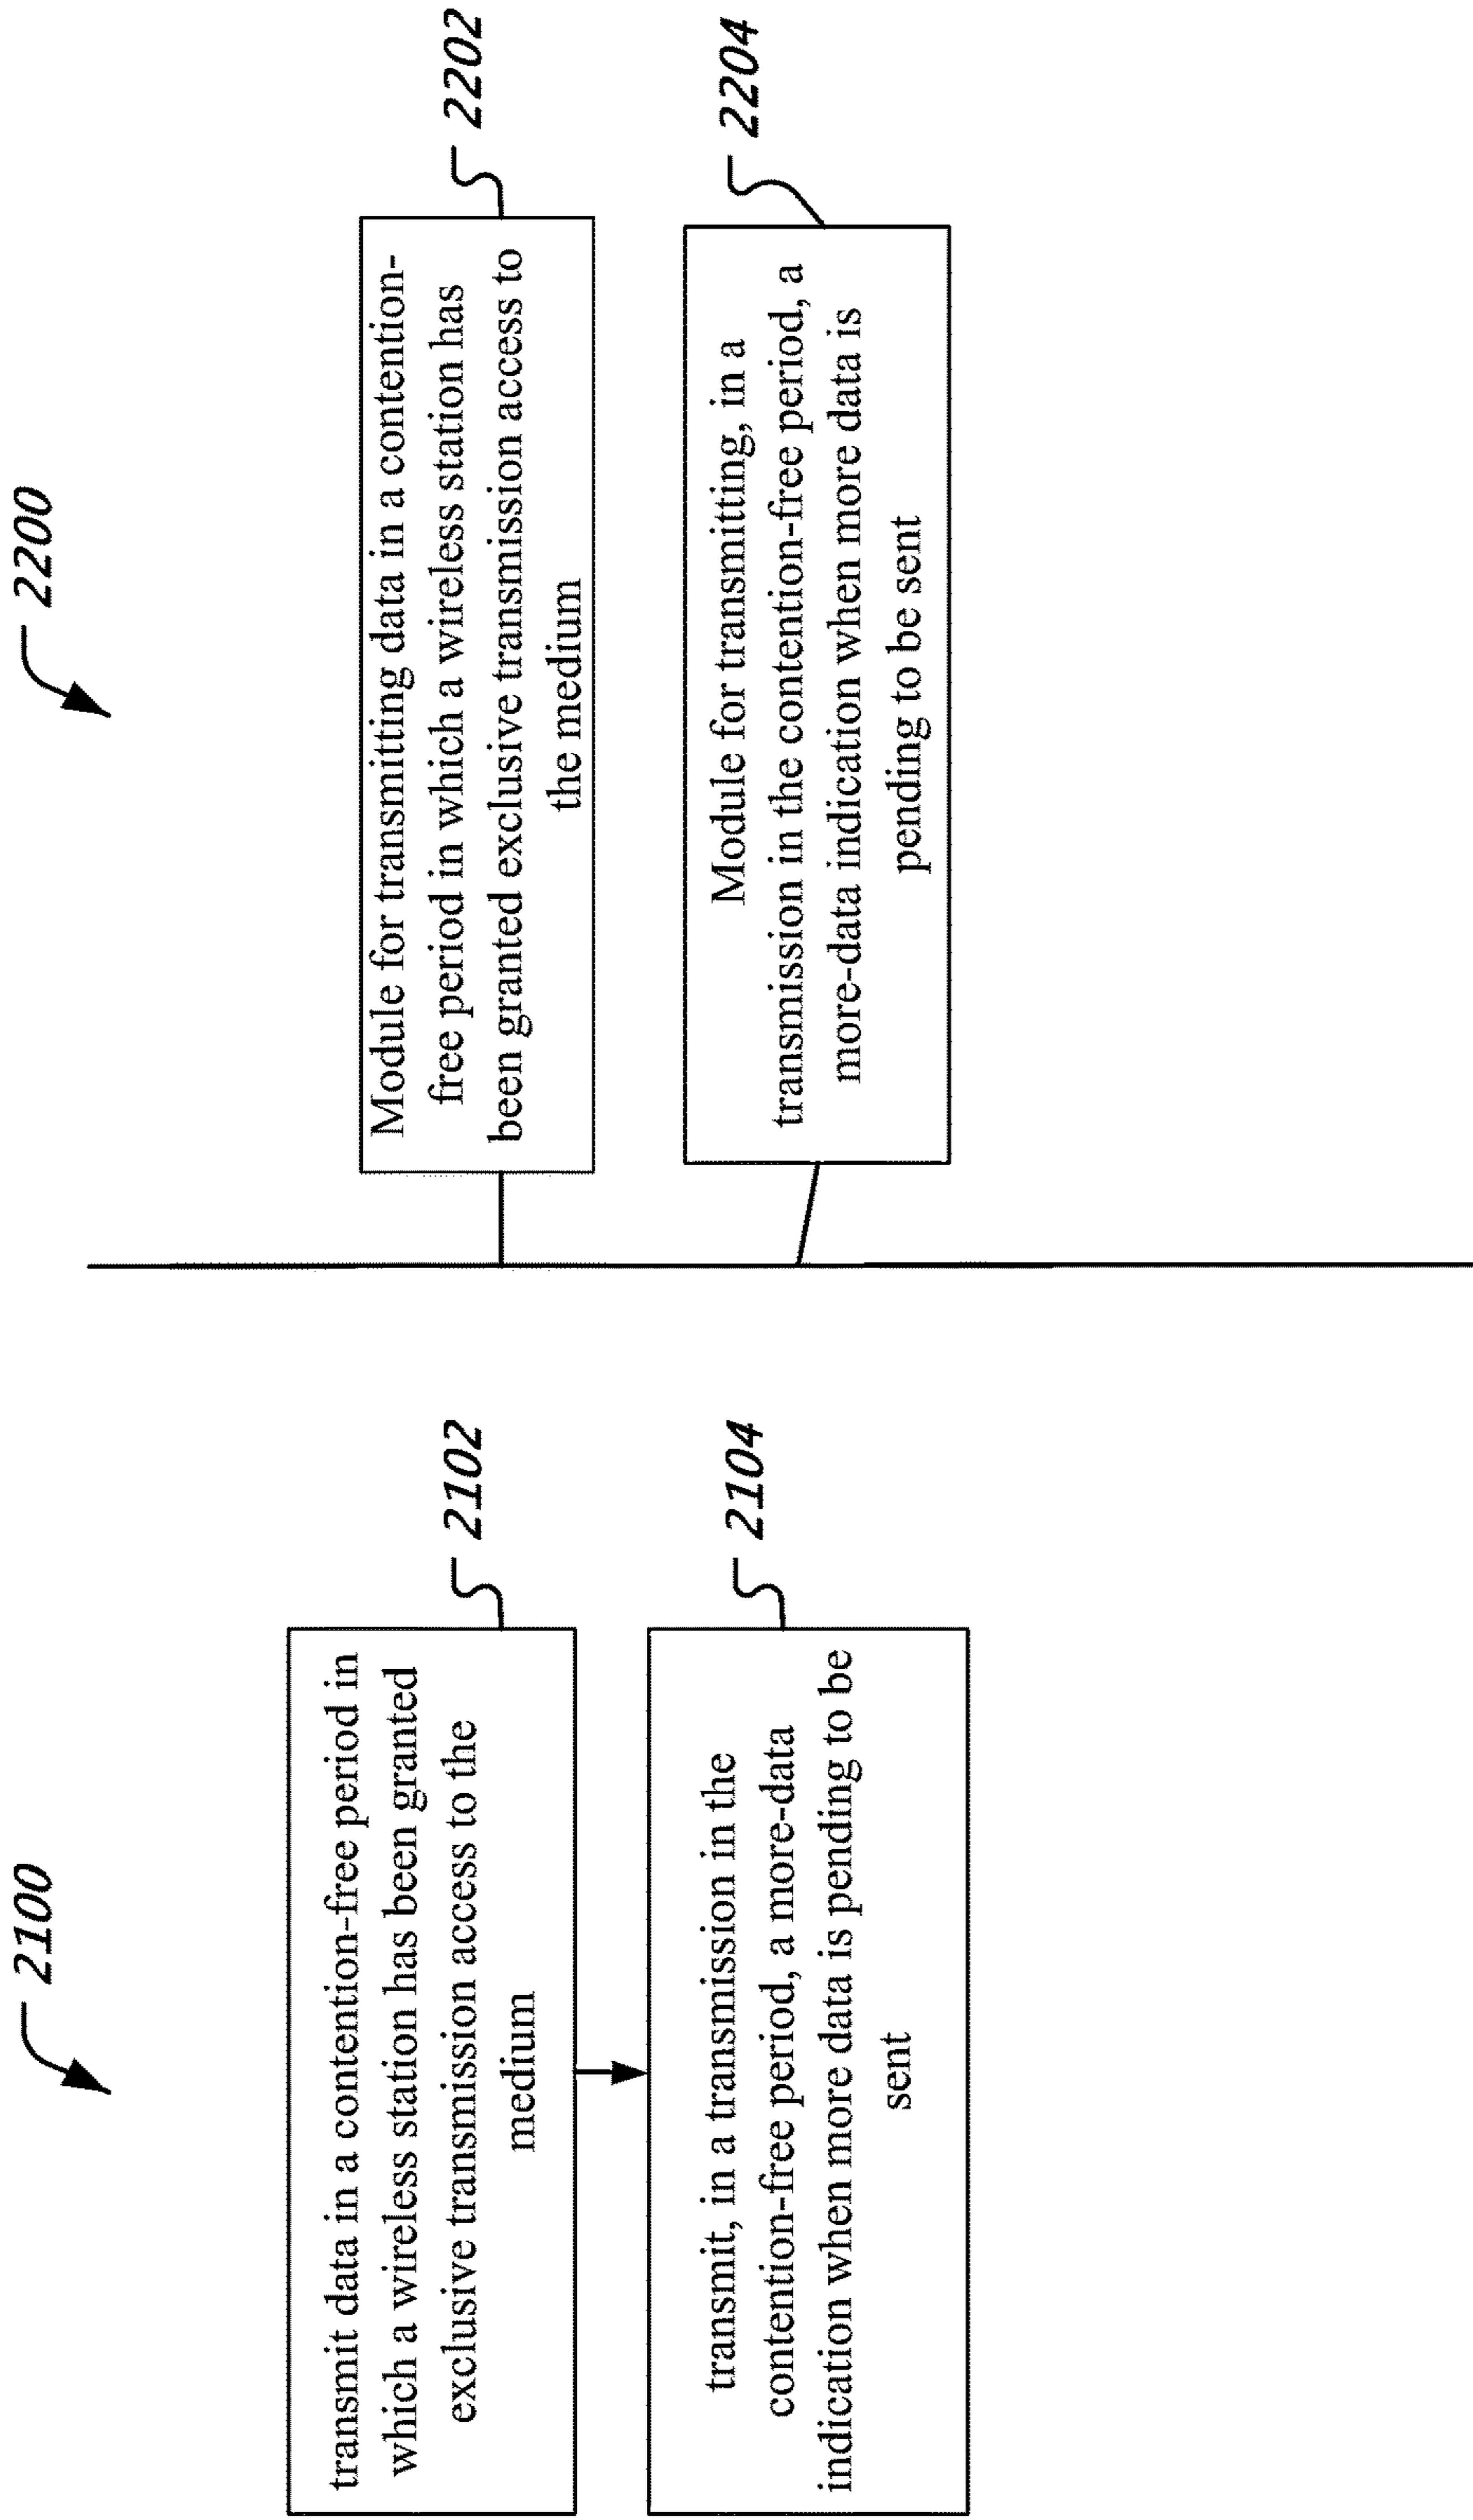 2100
transmit data in a contention-free period in
which a wireless station has been granted
exclusive transmission access to the
medium
2102
transmit, in a transmission in the
contention-free period, a more-data
indication when more data is pending to be
sent
2104
2200
Module for transmitting data in a contention-
free period in which a wireless station has
been granted exclusive transmission access to
the medium
2202
Module for transmitting, in a
transmission in the contention-free period, a
more-data indication when more data is
pending to be sent
2204